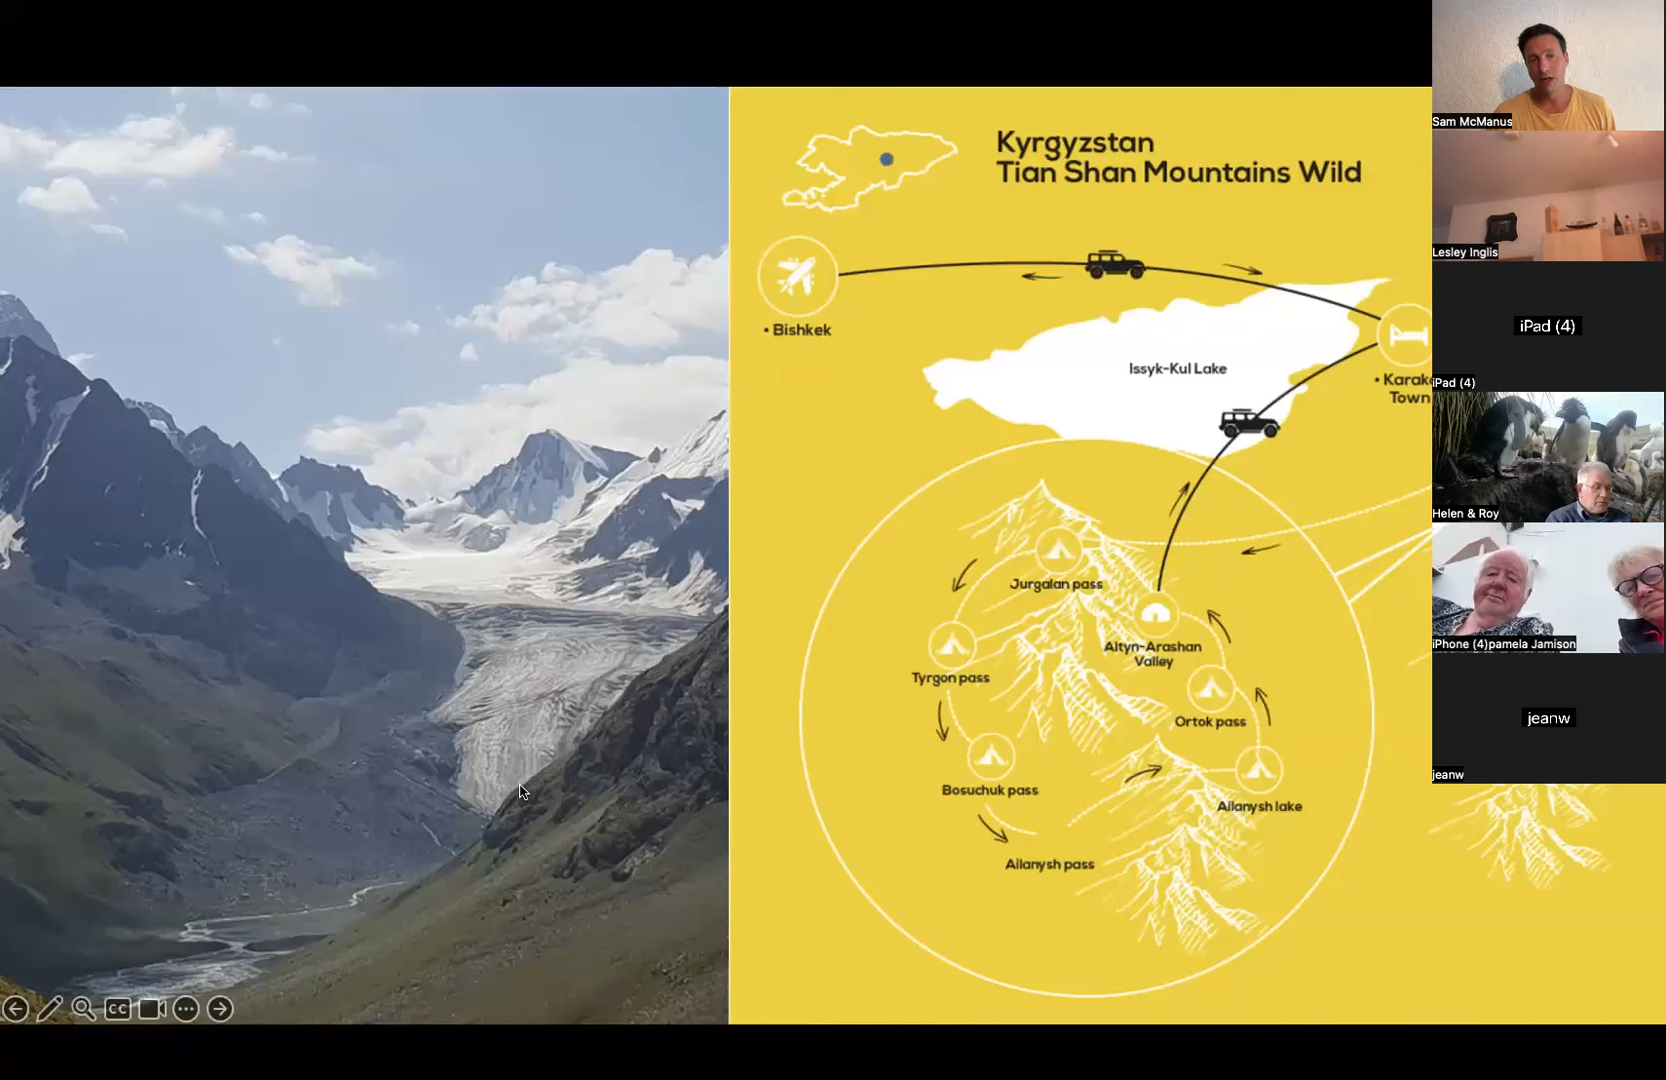 Kyrgyzstan
Tian Shan Mountains Wild
• Bishkek
Issyk-Kul Lake
Town
Jurgalan pass
Altyn-Arashan
Valley
Tyrgon pass
Ortok pass
Bosuchuk pass
Ailanysh lake
Ailanysh pass
CC
Sam McManus
Lesley Inglis
iPad (4)
iPad (4)
Helen & Roy
iPhone (4)pamela Jamison
jeanw
jeanw